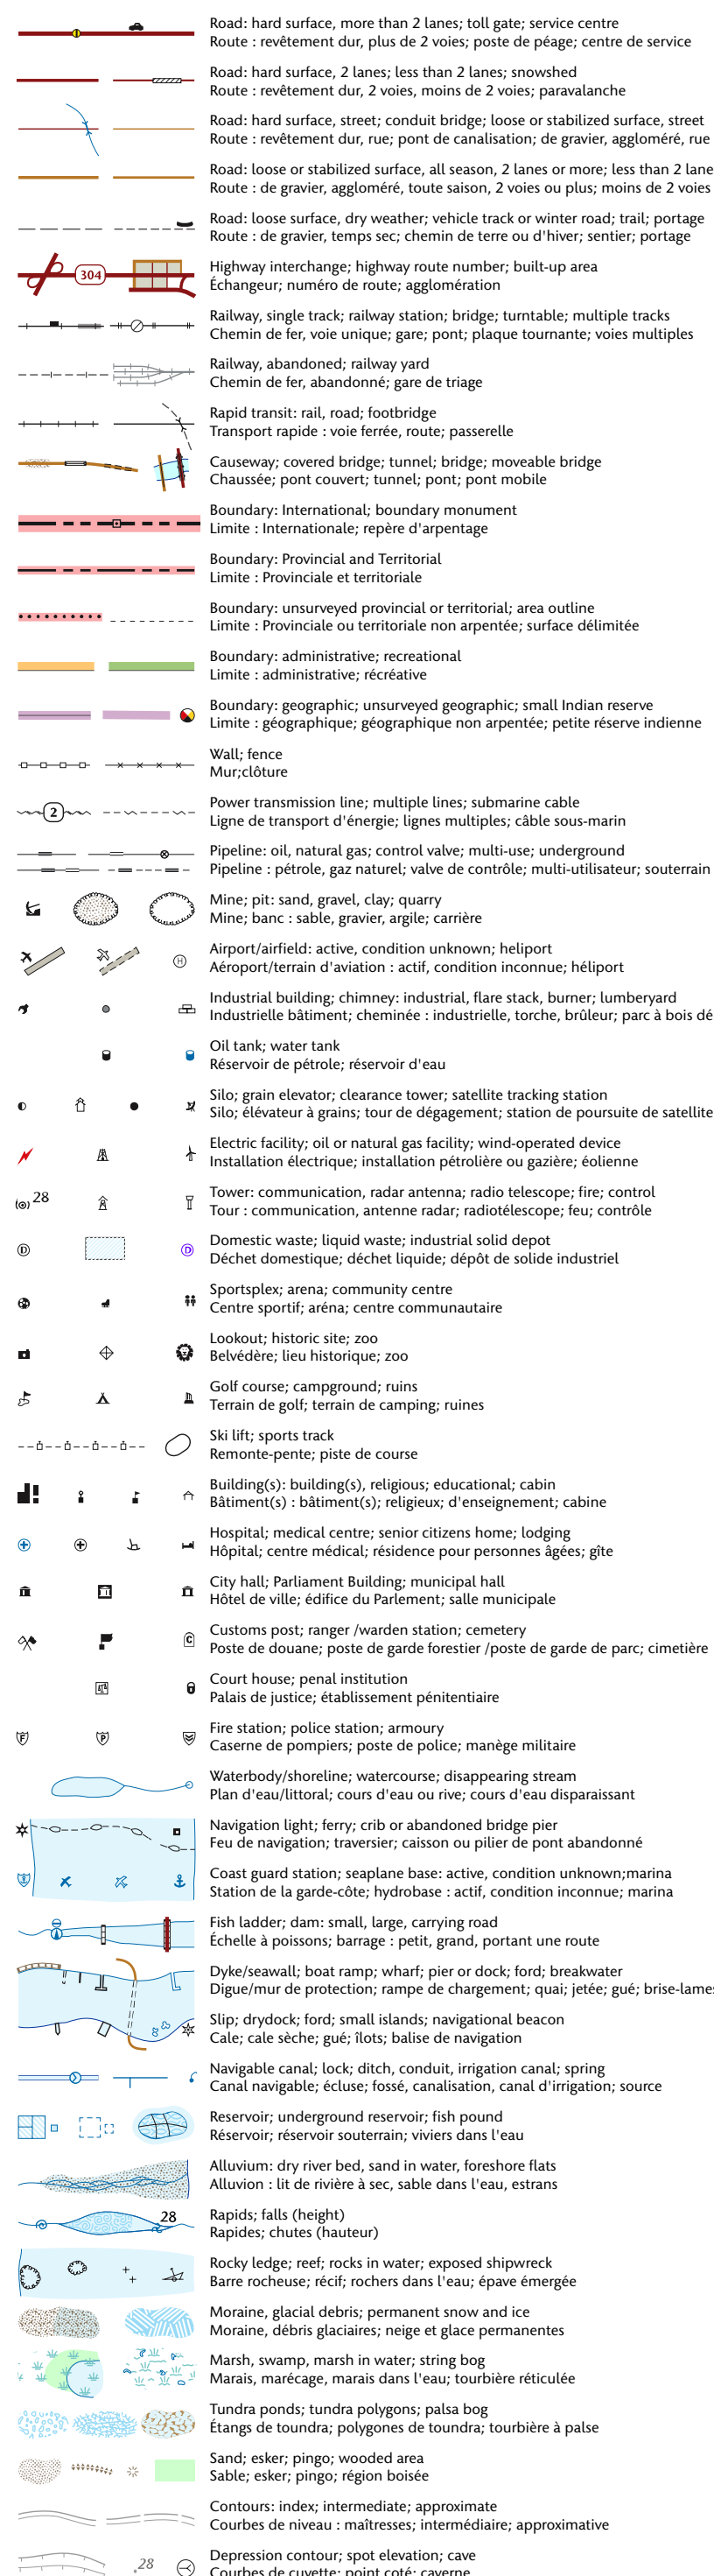 Road: hard surface, more than 2 lanes; toll gate; service centre
Route : revêtement dur, plus de 2 voies; poste de péage; centre de service
Road: hard surface, 2 lanes; less than 2 lanes; snowshed
Route : revêtement dur, 2 voies, moins de 2 voies; paravalanche
Road: hard surface, street; conduit bridge; loose or stabilized surface, street
Route : revêtement dur, rue; pont de canalisation; de gravier, aggloméré, rue
Road: loose or stabilized surface, all season, 2 lanes or more; less than 2 lane
Route : de gravier, aggloméré, toute saison, 2 voies ou plus; moins de 2 voies
Road: loose surface, dry weather; vehicle track or winter road; trail; portage
Route : de gravier, temps sec; chemin de terre ou d'hiver; sentier; portage
304
Highway interchange; highway route number; built-up area
Échangeur; numéro de route; agglomération
Railway, single track; railway station; bridge; turntable; multiple tracks
Chemin de fer, voie unique; gare; pont; plaque tournante; voies multiples
Railway, abandoned; railway yard
Chemin de fer, abandonné; gare de triage
Rapid transit: rail, road; footbridge
Transport rapide : voie ferrée, route; passerelle
Causeway; covered bridge; tunnel; bridge; moveable bridge
Chaussée; pont couvert; tunnel; pont; pont mobile
Boundary: International; boundary monument
Limite : Internationale; repère d'arpentage
Boundary: Provincial and Territorial
Limite : Provinciale et territoriale
Boundary: unsurveyed provincial or territorial; area outline
Limite : Provinciale ou territoriale non arpentée; surface délimitée
Boundary: administrative; recreational
Limite : administrative; récréative
Boundary: geographic; unsurveyed geographic; small Indian reserve
Limite : géographique; géographique non arpentée; petite réserve indienne
Wall; fence
Mur;clôture
2
Power transmission line; multiple lines; submarine cable
Ligne de transport d'énergie; lignes multiples; câble sous-marin
Pipeline: oil, natural gas; control valve; multi-use; underground
Pipeline : pétrole, gaz naturel; valve de contrôle; multi-utilisateur; souterrain
Mine; pit: sand, gravel, clay; quarry
Mine; banc : sable, gravier, argile; carrière
H
Airport/airfield: active, condition unknown; heliport
Aéroport/terrain d'aviation : actif, condition inconnue; héliport
Industrial building; chimney: industrial, flare stack, burner; lumberyard
Industrielle bâtiment; cheminée : industrielle, torche, brûleur; parc à bois dé
Oil tank; water tank
Réservoir de pétrole; réservoir d'eau
Silo; grain elevator; clearance tower; satellite tracking station
Silo; élévateur à grains; tour de dégagement; station de poursuite de satellite
Electric facility; oil or natural gas facility; wind-operated device
Installation électrique; installation pétrolière ou gazière; éolienne
28
Tower: communication, radar antenna; radio telescope; fire; control
Tour : communication, antenne radar; radiotélescope; feu; contrôle
D D
Domestic waste; liquid waste; industrial solid depot
Déchet domestique; déchet liquide; dépôt de solide industriel
Sportsplex; arena; community centre
Centre sportif; aréna; centre communautaire
Lookout; historic site; zoo
Belvédère; lieu historique; zoo
Golf course; campground; ruins
Terrain de golf; terrain de camping; ruines
Ski lift; sports track
Remonte-pente; piste de course
Building(s): building(s), religious; educational; cabin
Bâtiment(s) : bâtiment(s); religieux; d'enseignement; cabine
Hospital; medical centre; senior citizens home; lodging
Hôpital; centre médical; résidence pour personnes âgées; gîte
City hall; Parliament Building; municipal hall
Hôtel de ville; édifice du Parlement; salle municipale
C
Customs post; ranger /warden station; cemetery
Poste de douane; poste de garde forestier /poste de garde de parc; cimetière
Court house; penal institution
Palais de justice; établissement pénitentiaire
F P
Fire station; police station; armoury
Caserne de pompiers; poste de police; manège militaire
Waterbody/shoreline; watercourse; disappearing stream
Plan d'eau/littoral; cours d'eau ou rive; cours d'eau disparaissant
Navigation light; ferry; crib or abandoned bridge pier
Feu de navigation; traversier; caisson ou pilier de pont abandonné
Coast guard station; seaplane base: active, condition unknown;marina
Station de la garde-côte; hydrobase : actif, condition inconnue; marina
Fish ladder; dam: small, large, carrying road
Échelle à poissons; barrage : petit, grand, portant une route
Dyke/seawall; boat ramp; wharf; pier or dock; ford; breakwater
Digue/mur de protection; rampe de chargement; quai; jetée; gué; brise-lames
Slip; drydock; ford; small islands; navigational beacon
Cale; cale sèche; gué; îlots; balise de navigation
Navigable canal; lock; ditch, conduit, irrigation canal; spring
Canal navigable; écluse; fossé, canalisation, canal d'irrigation; source
Reservoir; underground reservoir; fish pound
Réservoir; réservoir souterrain; viviers dans l'eau
Alluvium: dry river bed, sand in water, foreshore flats
Alluvion : lit de rivière à sec, sable dans l'eau, estrans
28
Rapids; falls (height)
Rapides; chutes (hauteur)
Rocky ledge; reef; rocks in water; exposed shipwreck
Barre rocheuse; récif; rochers dans l'eau; épave émergée
Moraine, glacial debris; permanent snow and ice
Moraine, débris glaciaires; neige et glace permanentes
Marsh, swamp, marsh in water; string bog
Marais, marécage, marais dans l'eau; tourbière réticulée
Tundra ponds; tundra polygons; palsa bog
Étangs de toundra; polygones de toundra; tourbière à palse
Sand; esker; pingo; wooded area
Sable; esker; pingo; région boisée
Contours: index; intermediate; approximate
Courbes de niveau : maîtresses; intermédiaire; approximative
.28
Depression contour; spot elevation; cave
Courbes de cuvette; point coté; caverne